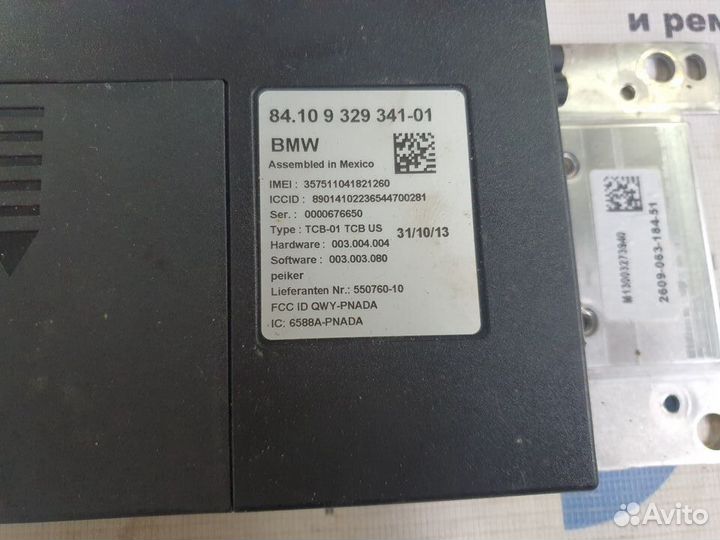 и рем
84.10 9 329 341-01
BMW
Assembled in Mexico
IMEI : 357511041821260
ICCID : 89014102236544700281
Ser. : 0000676650
Type : TCB-01 TCB US 31/10/13
Hardware : 003.004.004
Software : 003.003.080
peiker
Lieferanten Nr.: 550760-10
FCC ID QWY-PNADA
IC: 6588A-PNADA
M13003273940
2609-063-184-51
Avito